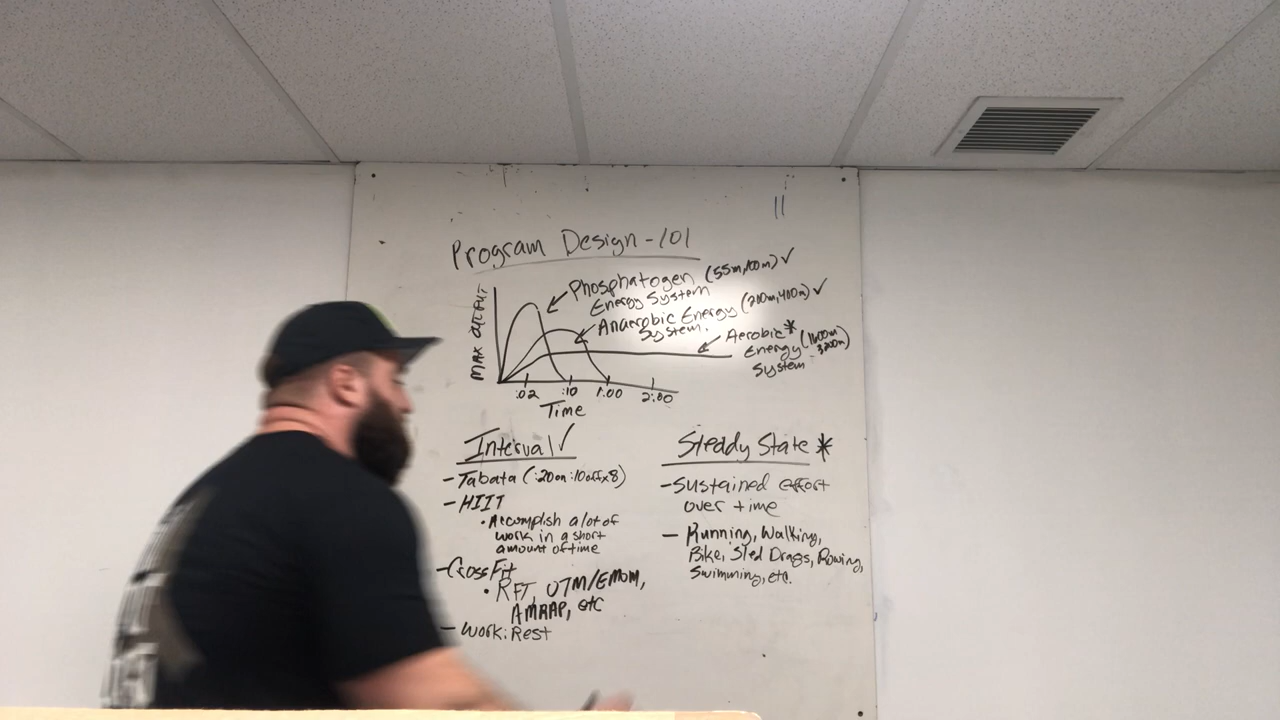 Program Design - 101
Phosphatogen (55m, 100m) ✓
Energy System
Anaerobic Energy (200m, 400m) ✓
System.
Aerobic * (1600m
Energy 3200m)
System
MAX OUTPUT
:02 :10 1:00 2:00
Time
Interval ✓
- Tabata (:20on :10off x8)
- HIIT
• Accomplish a lot of
work in a short
amount of time
- CrossFit
• RFT, OTM/EMOM,
AMRAP, etc
- Work:Rest
Steady State *
- Sustained effort
over time
- Running, Walking,
Bike, Sled Drags, Rowing,
Swimming, etc.